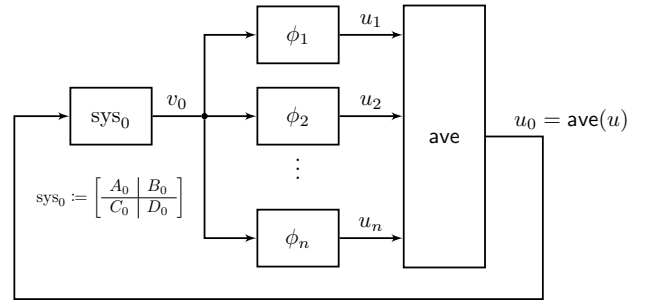 ϕ₁
u₁
sys₀
v₀
ϕ₂
u₂
ave
u₀ = ave(u)
⋮
sys₀ := [ A₀ | B₀
C₀ | D₀ ]
ϕₙ
uₙ